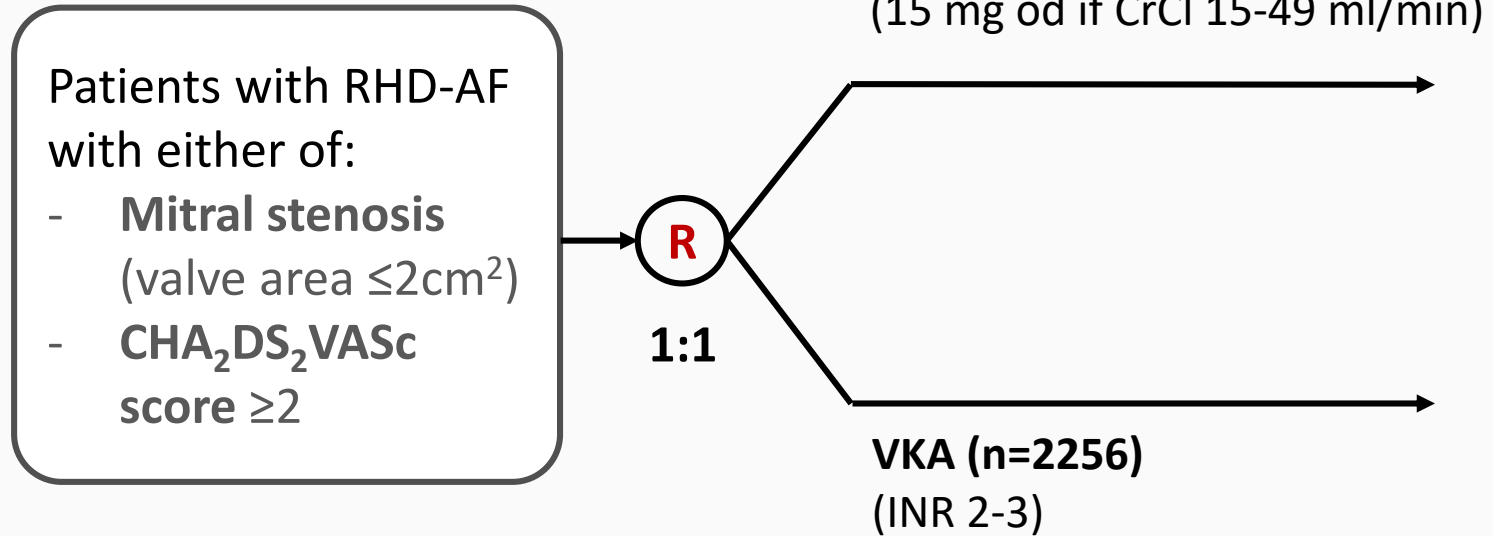 (15 mg od if CrCl 15-49 ml/min)
Patients with RHD-AF
with either of:
- Mitral stenosis
(valve area ≤2cm²)
- CHA₂DS₂VASc
score ≥2
R
1:1
VKA (n=2256)
(INR 2-3)